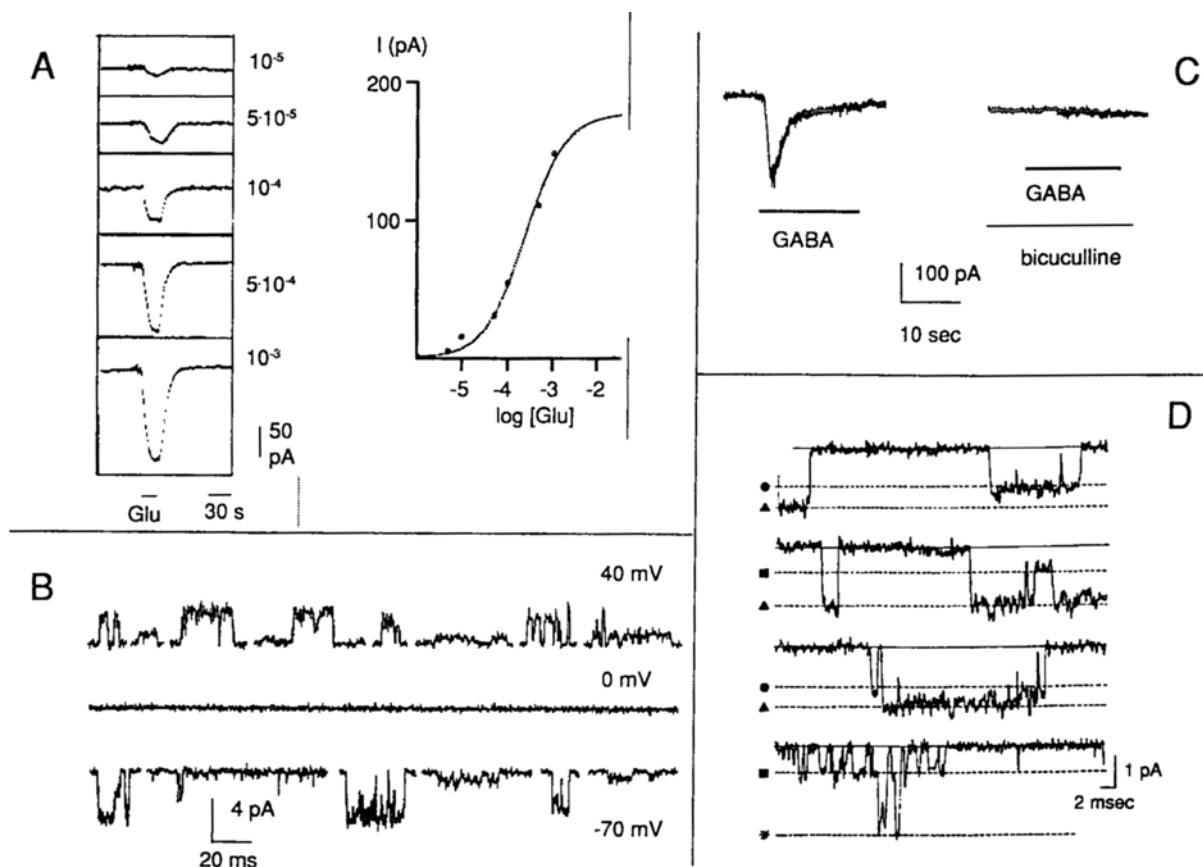 A
10-5
5·10-5
10-4
5·10-4
10-3
50
pA
Glu
30 s
I (pA)
200
100
-5 -4 -3 -2
log [Glu]
B
40 mV
0 mV
-70 mV
4 pA
20 ms
C
GABA
GABA
bicuculline
100 pA
10 sec
D
1 pA
2 msec